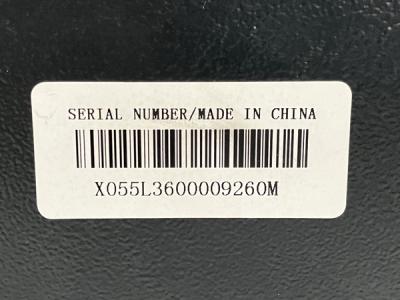 SERIAL NUMBER/MADE IN CHINA
X055L3600009260M